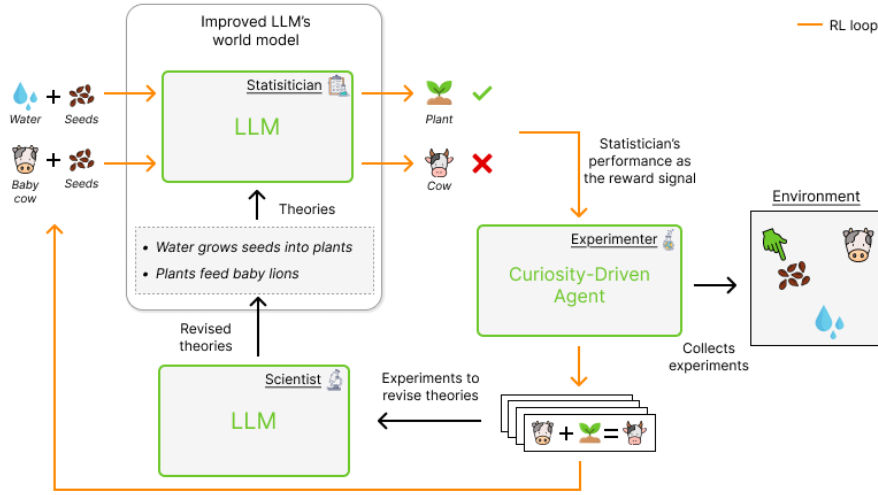 Improved LLM's
world model
RL loop
Statisitician
LLM
Water
Seeds
Plant
Baby
cow
Seeds
Cow
Statistician's
performance as
the reward signal
Theories
• Water grows seeds into plants
• Plants feed baby lions
Environment
Experimenter
Curiosity-Driven
Agent
Revised
theories
Collects
experiments
Scientist
LLM
Experiments to
revise theories
+
+
+ =